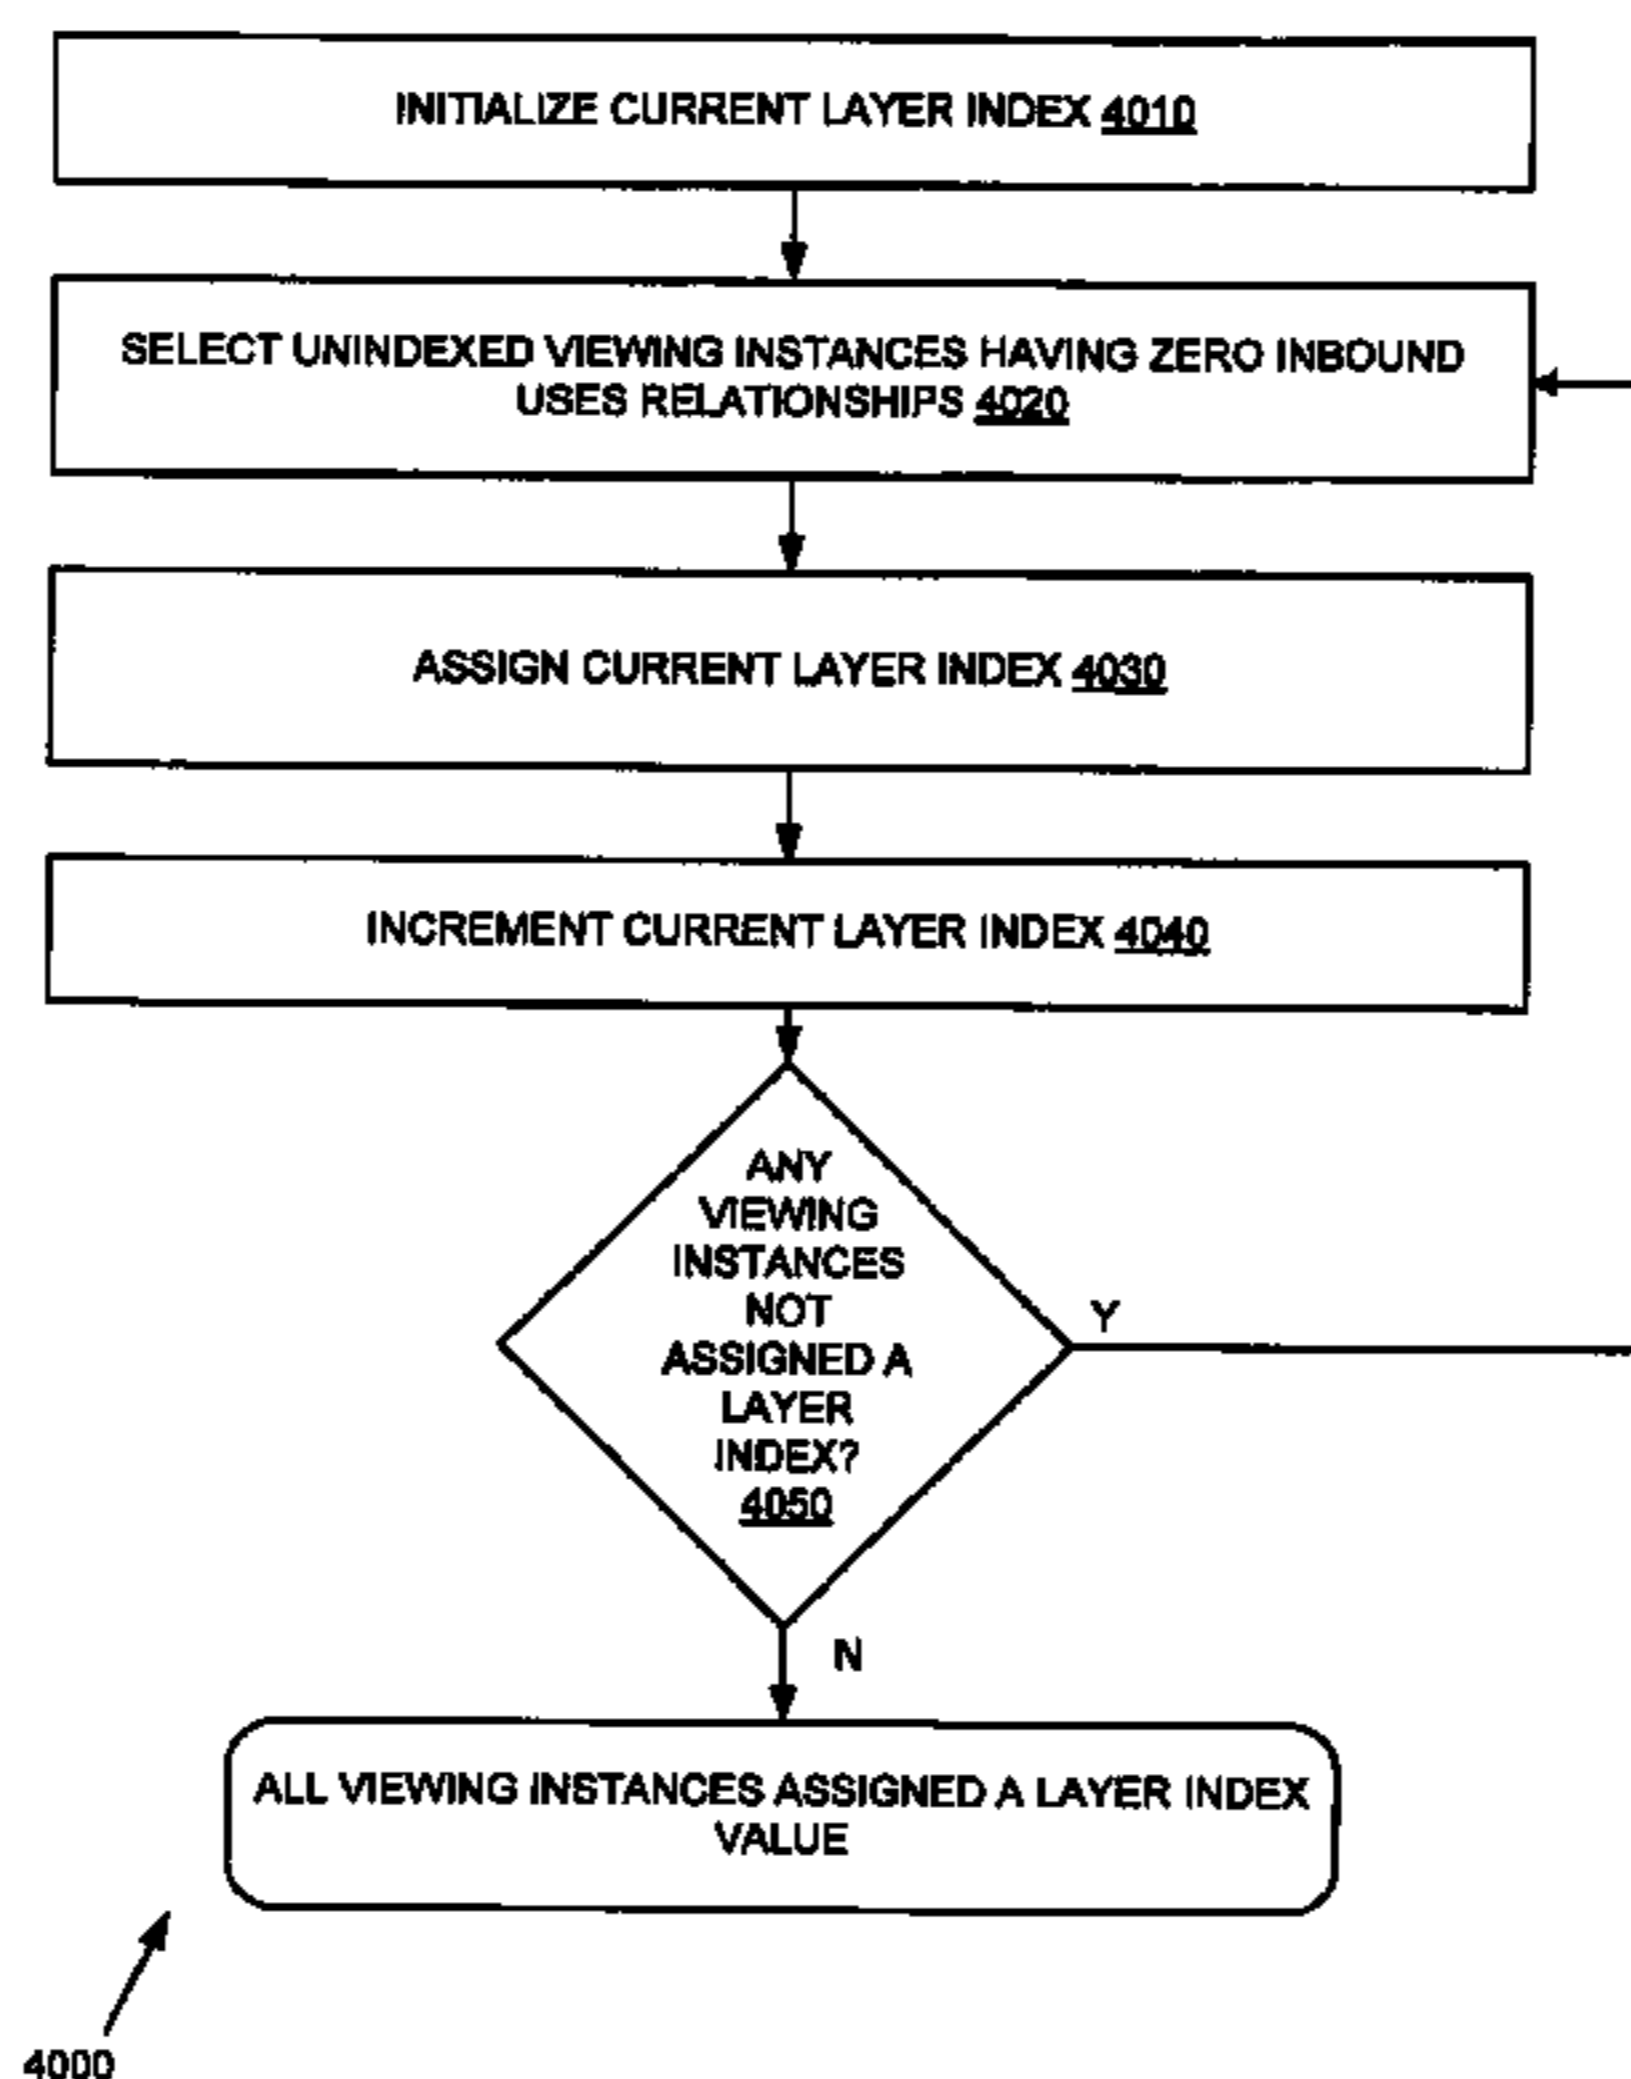 INITIALIZE CURRENT LAYER INDEX 4010
SELECT UNINDEXED VIEWING INSTANCES HAVING ZERO INBOUND
USES RELATIONSHIPS 4020
ASSIGN CURRENT LAYER INDEX 4030
INCREMENT CURRENT LAYER INDEX 4040
ANY
VIEWING
INSTANCES
NOT
ASSIGNED A
LAYER
INDEX?
4050
Y
N
ALL VIEWING INSTANCES ASSIGNED A LAYER INDEX
VALUE
4000